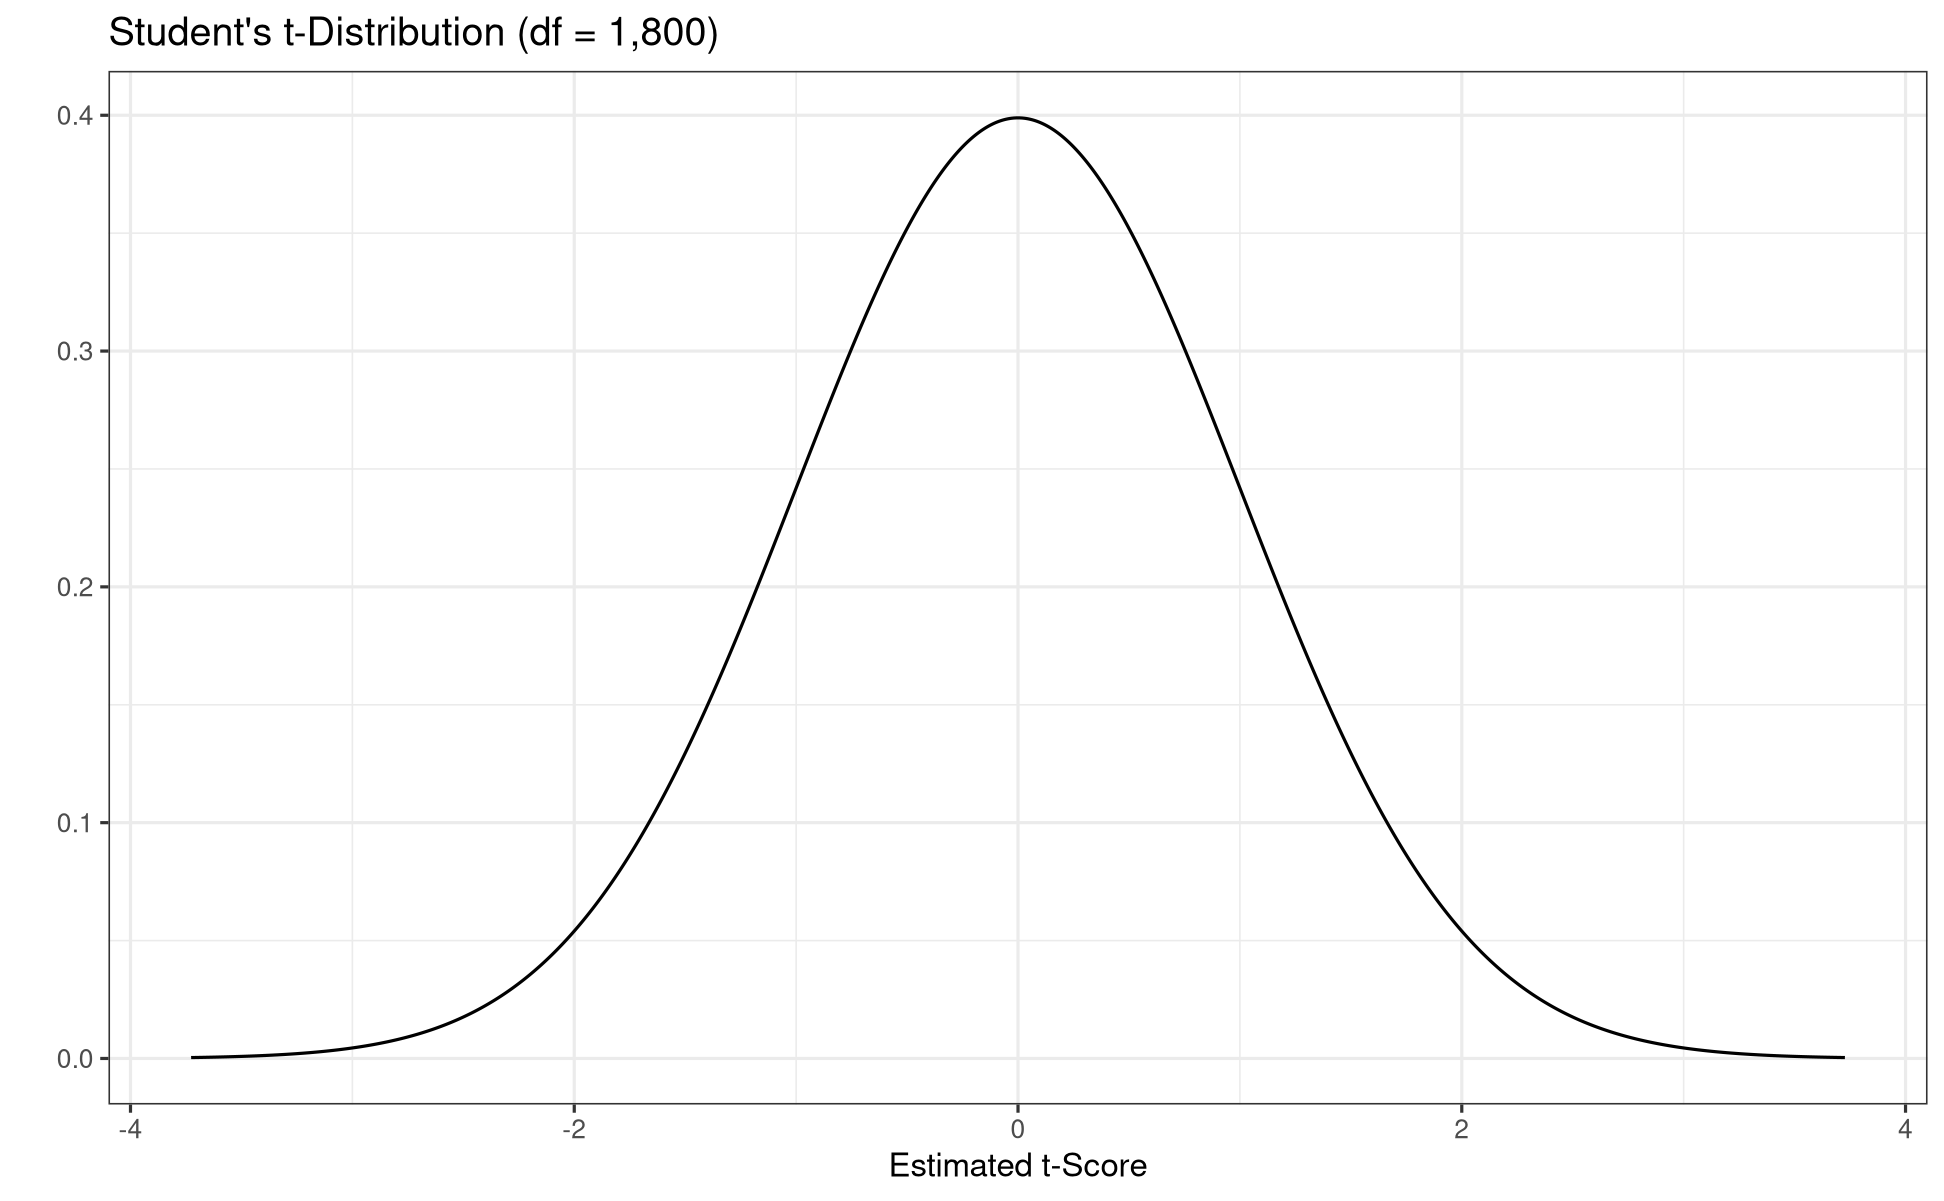 Student's t-Distribution (df = 1,800)
0.4
0.3
0.2
0.1
0.0
-4 -2 0 2 4
Estimated t-Score